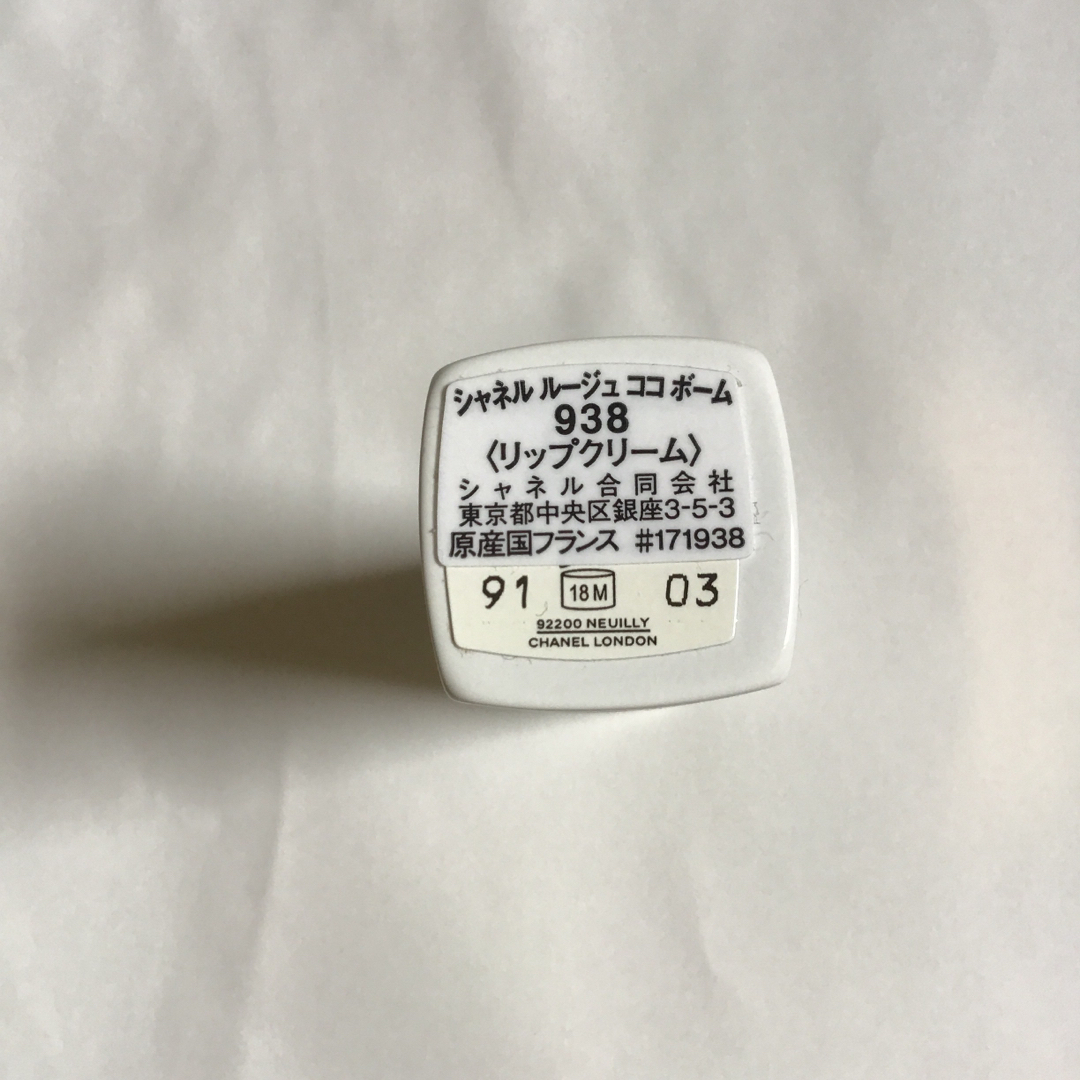 シャネル ルージュ ココ ボーム
938
〈リップクリーム〉
シャネル合同会社
東京都中央区銀座3-5-3
原産国フランス #171938
91 18M 03
92200 NEUILLY
CHANEL LONDON